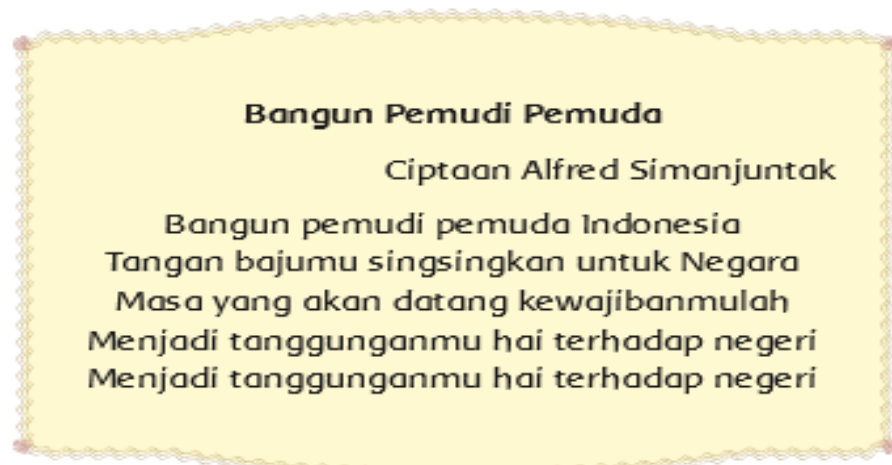 Bangun Pemudi Pemuda
Ciptaan Alfred Simanjuntak
Bangun pemudi pemuda Indonesia
Tangan bajumu singsingkan untuk Negara
Masa yang akan datang kewajibanmulah
Menjadi tanggunganmu hai terhadap negeri
Menjadi tanggunganmu hai terhadap negeri